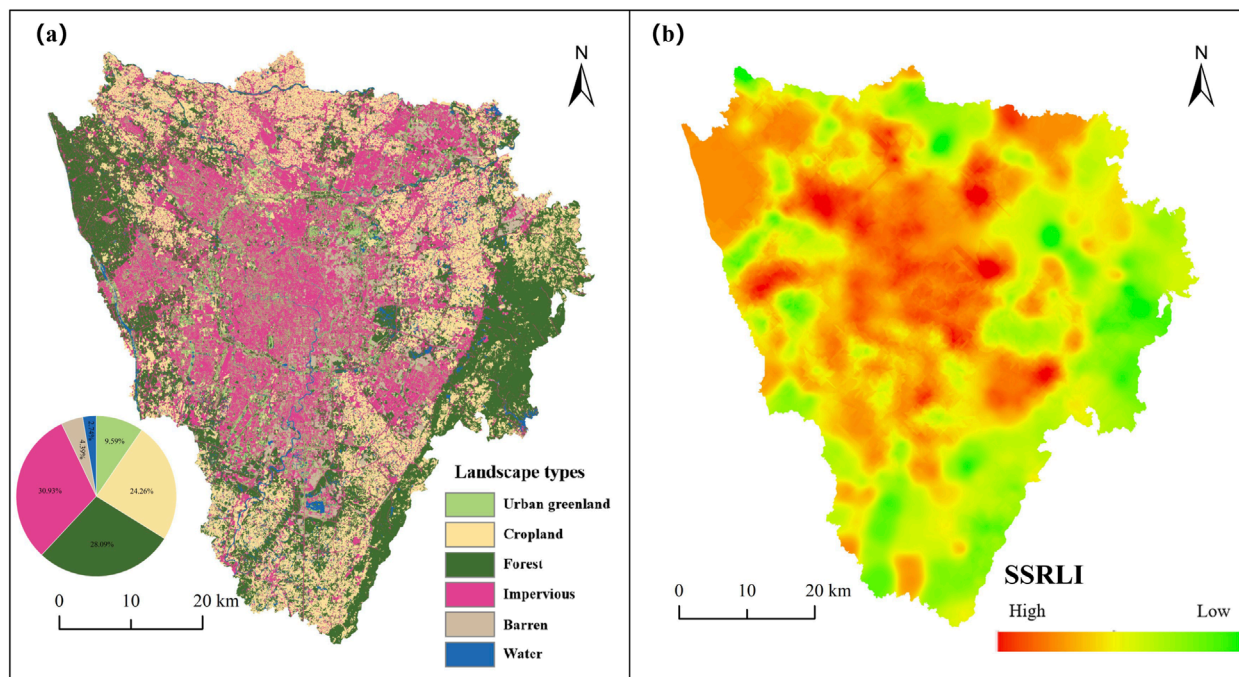 (a)
N
9.59%
24.26%
28.09%
30.93%
4.39%
Landscape types
Urban greenland
Cropland
Forest
Impervious
Barren
Water
0 10 20 km
(b)
N
SSRLI
High Low
0 10 20 km